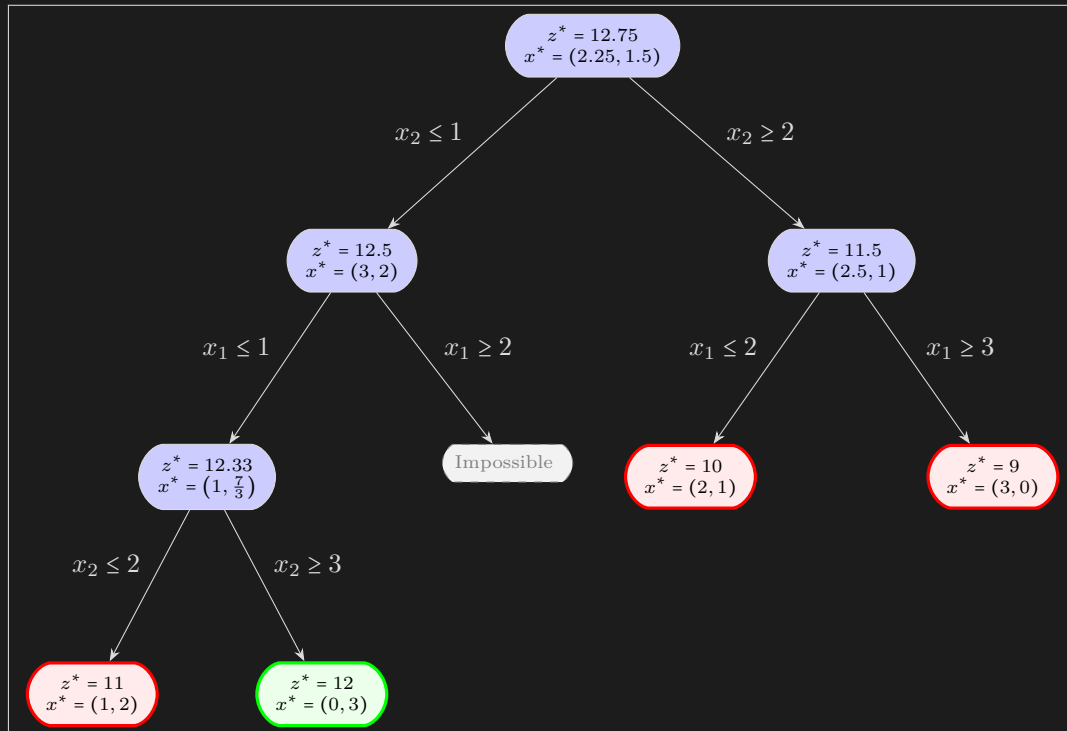 z* = 12.75
x* = (2.25, 1.5)
x₂ ≤ 1
x₂ ≥ 2
z* = 12.5
x* = (3, 2)
z* = 11.5
x* = (2.5, 1)
x₁ ≤ 1
x₁ ≥ 2
x₁ ≤ 2
x₁ ≥ 3
z* = 12.33
x* = (1, 7/3)
Impossible
z* = 10
x* = (2, 1)
z* = 9
x* = (3, 0)
x₂ ≤ 2
x₂ ≥ 3
z* = 11
x* = (1, 2)
z* = 12
x* = (0, 3)